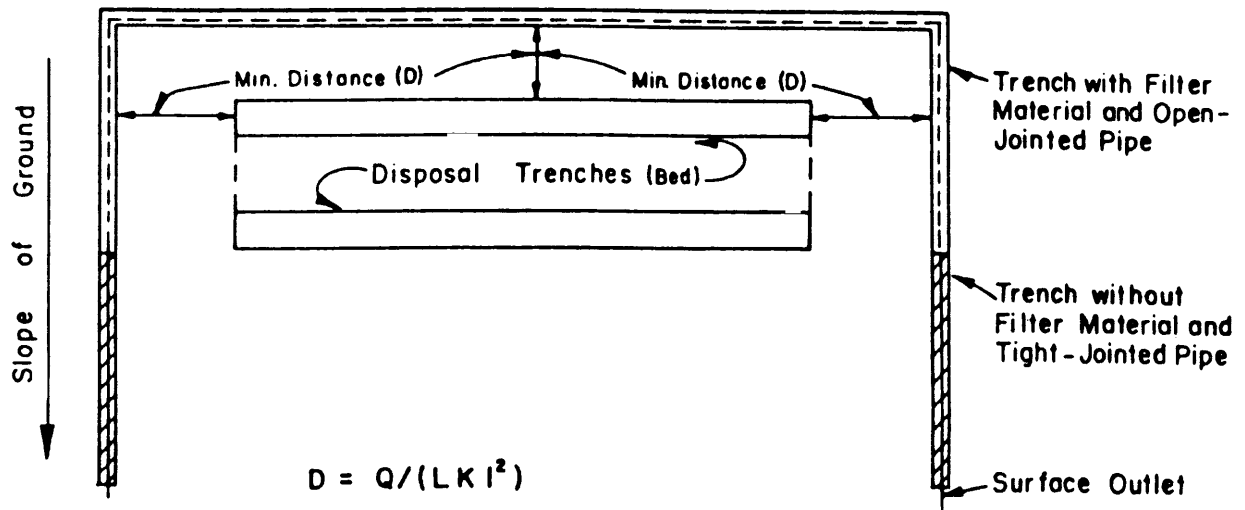 Min. Distance (D)
Min. Distance (D)
Trench with Filter
Material and Open-
Jointed Pipe
Slope of Ground
Disposal Trenches (Bed)
Trench without
Filter Material and
Tight-Jointed Pipe
D = Q/(LKI²)
Surface Outlet